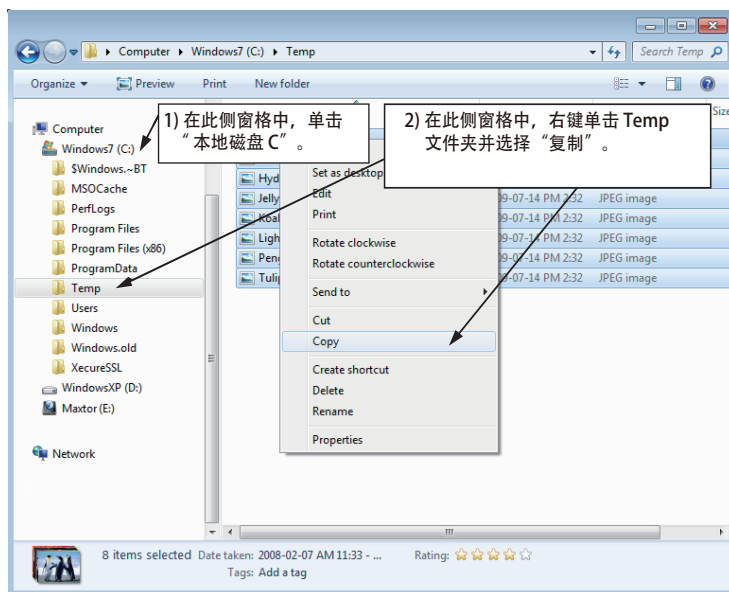 Computer ▸ Windows7 (C:) ▸ Temp
Search Temp
Organize ▼ Preview Print New folder
Size
1) 在此侧窗格中，单击
“本地磁盘 C”。
2) 在此侧窗格中，右键单击 Temp
文件夹并选择“复制”。
Computer
Windows7 (C:)
$Windows.~BT
MSOCache
PerfLogs
Program Files
Program Files (x86)
ProgramData
Temp
Users
Windows
Windows.old
XecureSSL
WindowsXP (D:)
Maxtor (E:)
Network
Hyd
Jelly
Koal
Ligh
Peng
Tulip
Set as desktop
Edit
Print
Rotate clockwise
Rotate counterclockwise
Send to
Cut
Copy
Create shortcut
Delete
Rename
Properties
09-07-14 PM 2:32 JPEG image
09-07-14 PM 2:32 JPEG image
09-07-14 PM 2:32 JPEG image
09-07-14 PM 2:32 JPEG image
09-07-14 PM 2:32 JPEG image
8 items selected Date taken: 2008-02-07 AM 11:33 - ... Rating:
Tags: Add a tag